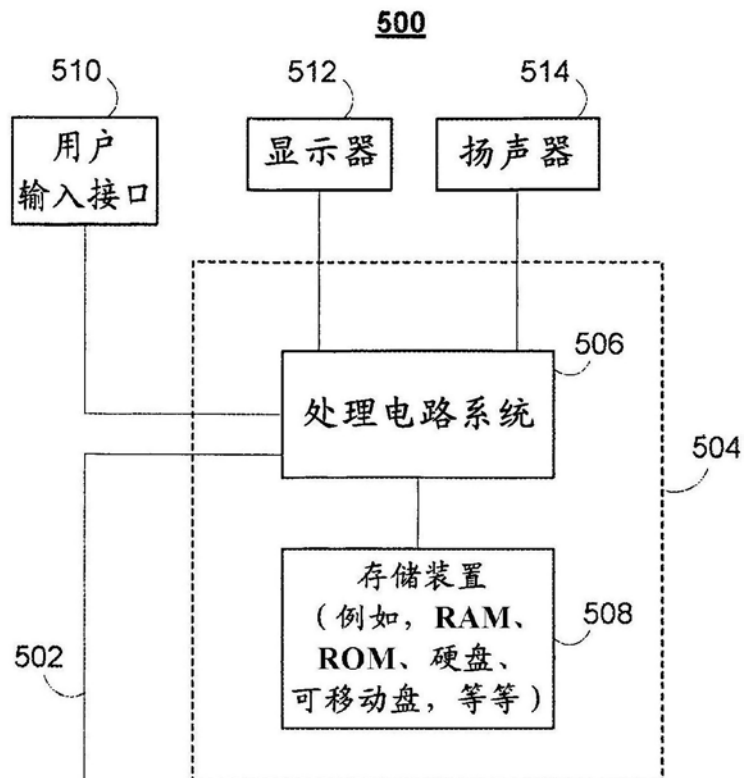 500
510
512
514
用户
输入接口
显示器
扬声器
506
处理电路系统
504
存储装置
（例如，RAM、
ROM、硬盘、
可移动盘，等等）
508
502